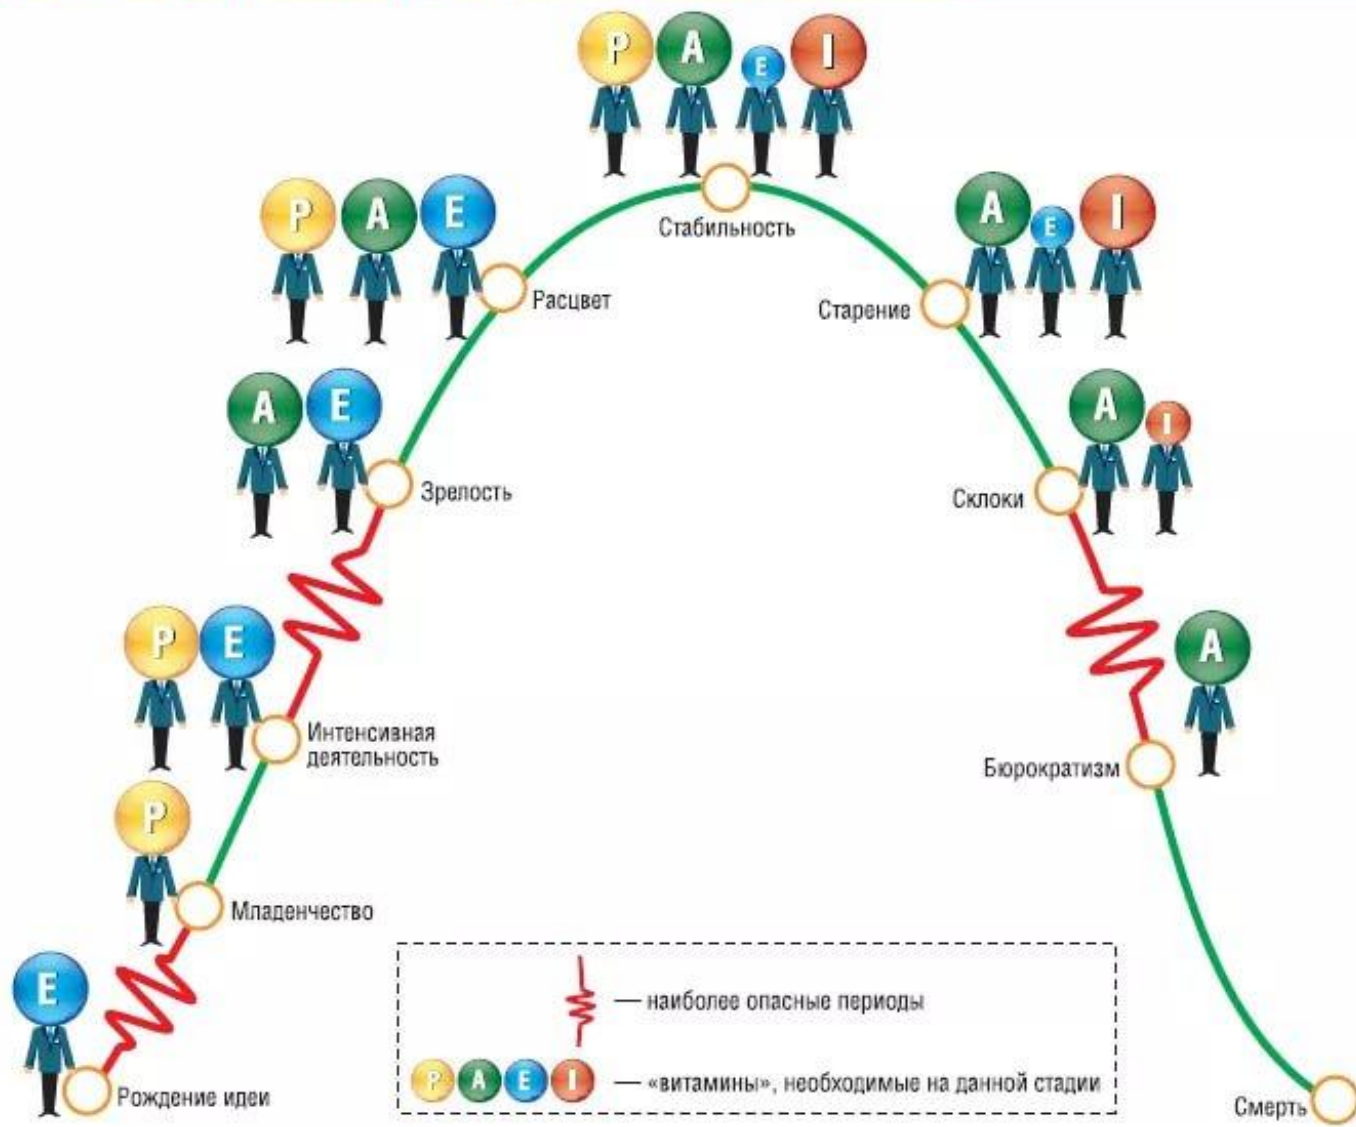 P A E I
Стабильность
P A E
Расцвет
A E I
Старение
A E
Зрелость
A I
Склоки
P E
Интенсивная
деятельность
A
Бюрократизм
P
Младенчество
E
Рождение идеи
— наиболее опасные периоды
P A E I — «витамины», необходимые на данной стадии
Смерть